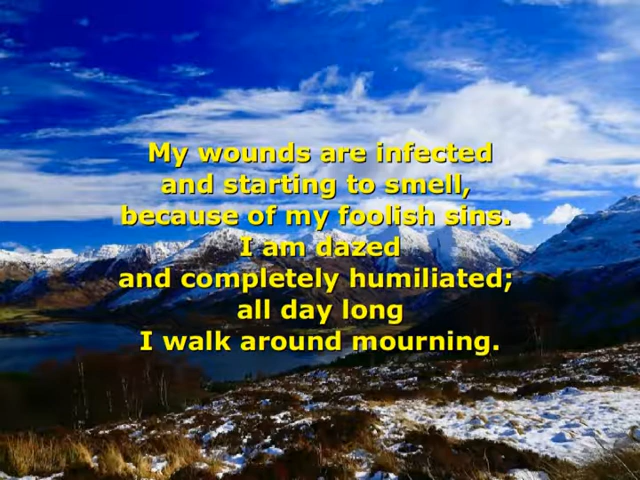 My wounds are infected
and starting to smell,
because of my foolish sins.
I am dazed
and completely humiliated;
all day long
I walk around mourning.